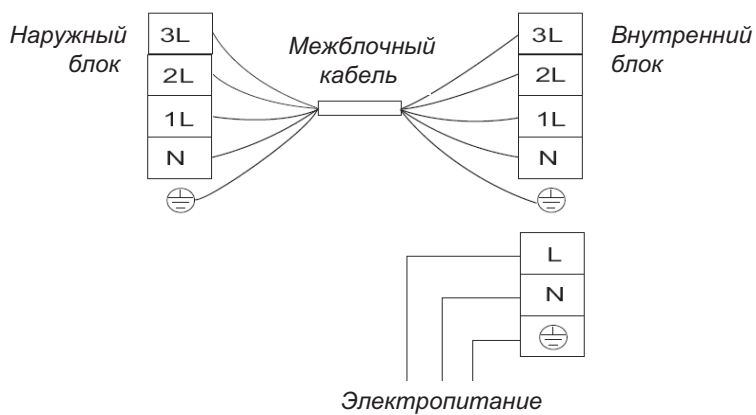 Наружный
блок
3L
2L
1L
N
Межблочный
кабель
3L
2L
1L
N
Внутренний
блок
L
N
Электропитание